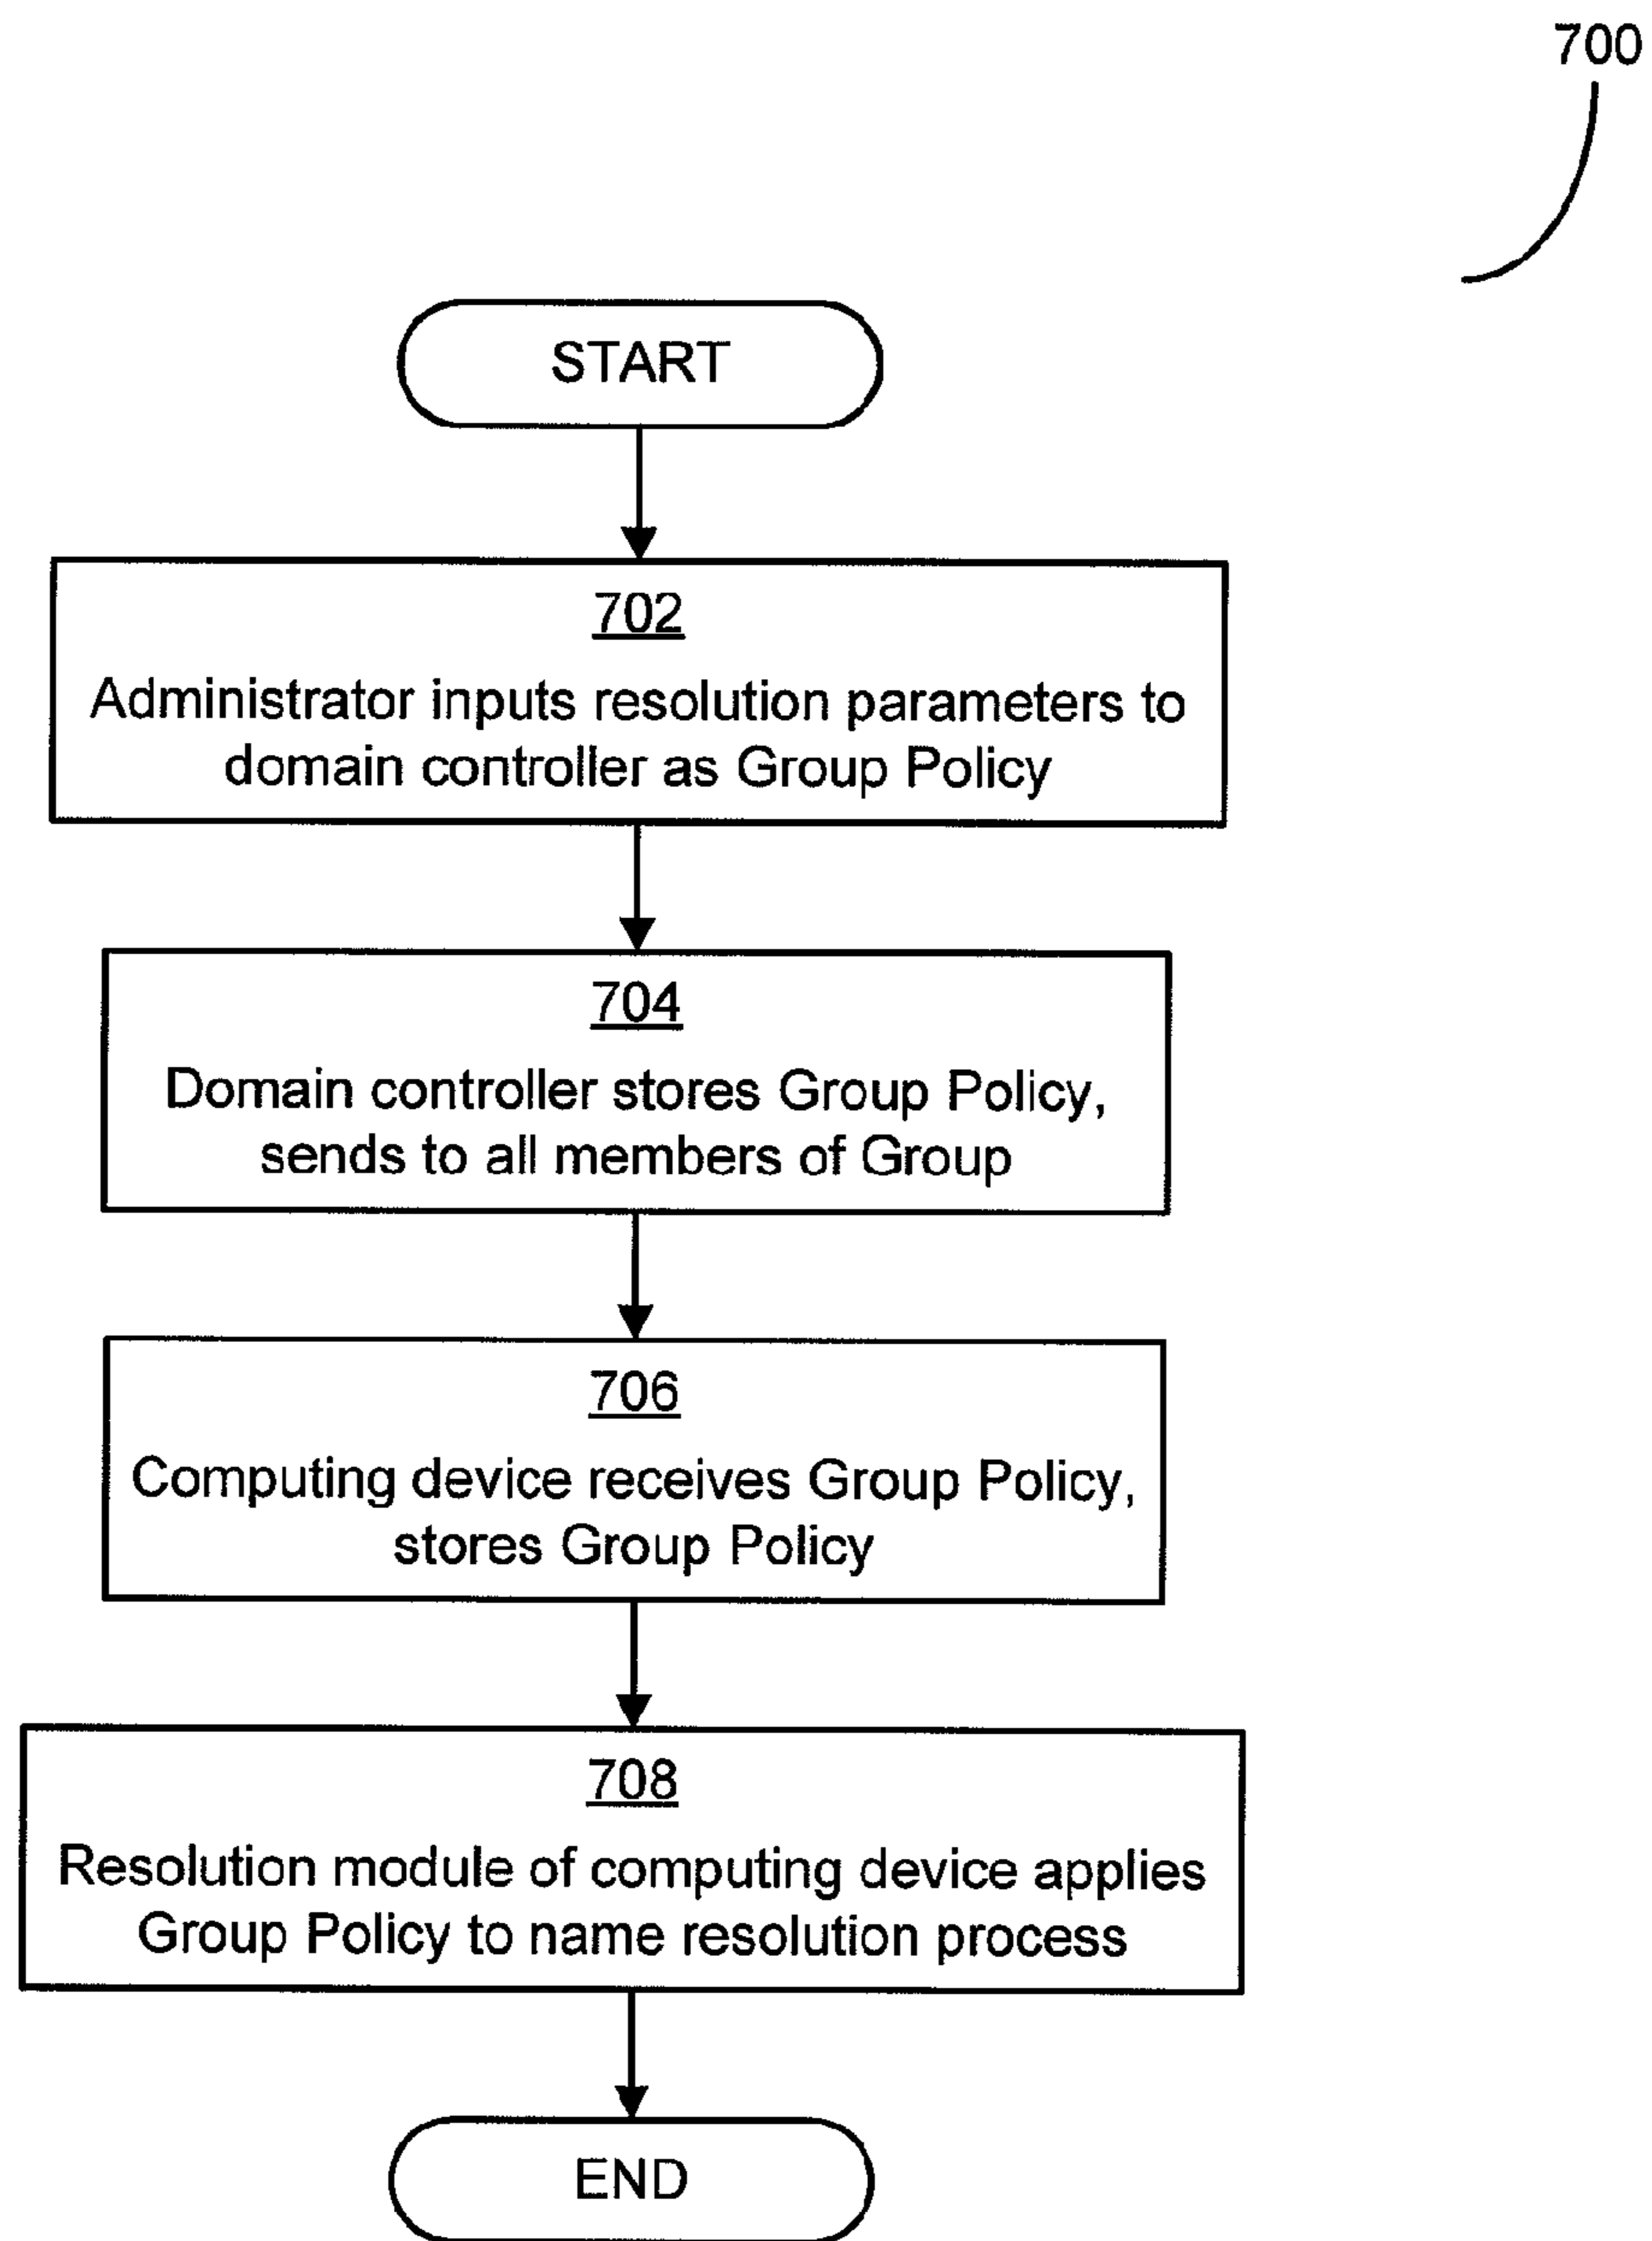 700
START
702
Administrator inputs resolution parameters to
domain controller as Group Policy
704
Domain controller stores Group Policy,
sends to all members of Group
706
Computing device receives Group Policy,
stores Group Policy
708
Resolution module of computing device applies
Group Policy to name resolution process
END